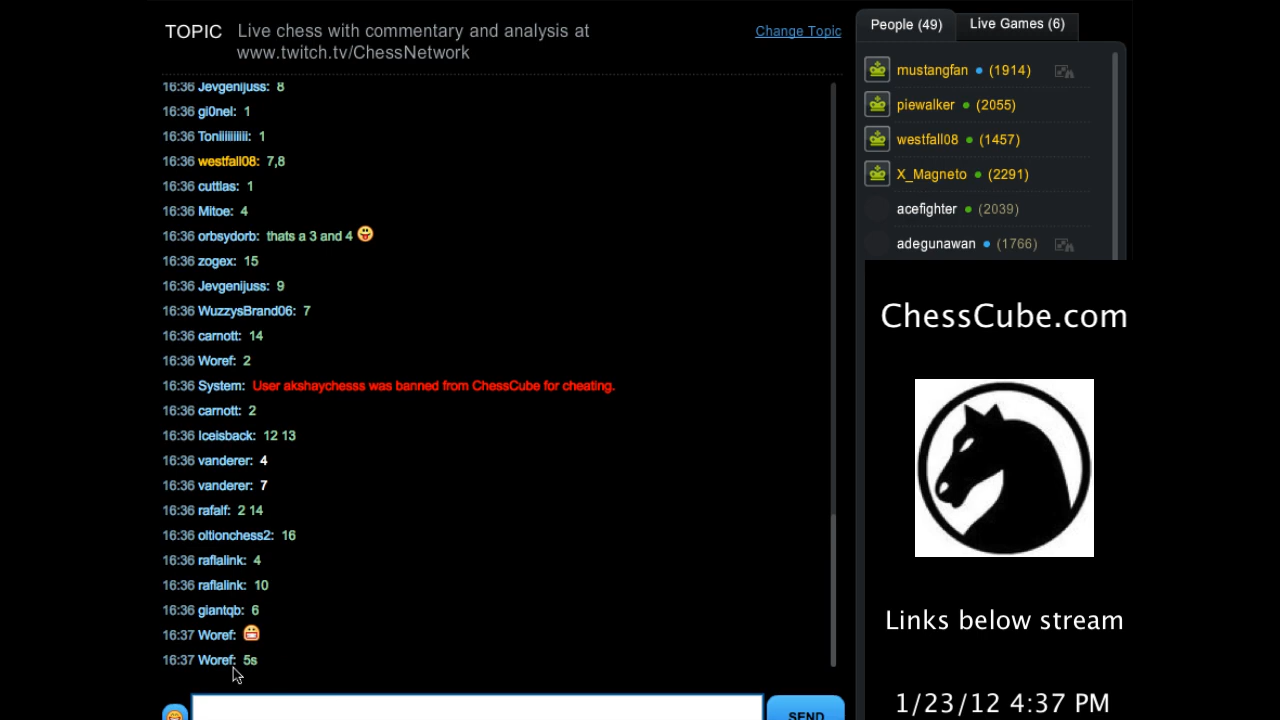 TOPIC Live chess with commentary and analysis at
www.twitch.tv/ChessNetwork
Change Topic
16:36 Jevgenijuss: 8
16:36 gi0nel: 1
16:36 Toniiiiiiiiii: 1
16:36 westfall08: 7,8
16:36 cuttlas: 1
16:36 Mitoe: 4
16:36 orbsydorb: thats a 3 and 4
16:36 zogex: 15
16:36 Jevgenijuss: 9
16:36 WuzzysBrand06: 7
16:36 carnott: 14
16:36 Woref: 2
16:36 System: User akshaychesss was banned from ChessCube for cheating.
16:36 carnott: 2
16:36 Iceisback: 12 13
16:36 vanderer: 4
16:36 vanderer: 7
16:36 rafalf: 2 14
16:36 oltionchess2: 16
16:36 raflalink: 4
16:36 raflalink: 10
16:36 giantqb: 6
16:37 Woref:
16:37 Woref: 5s
SEND
People (49) Live Games (6)
mustangfan (1914)
piewalker (2055)
westfall08 (1457)
X_Magneto (2291)
acefighter (2039)
adegunawan (1766)
ChessCube.com
Links below stream
1/23/12 4:37 PM